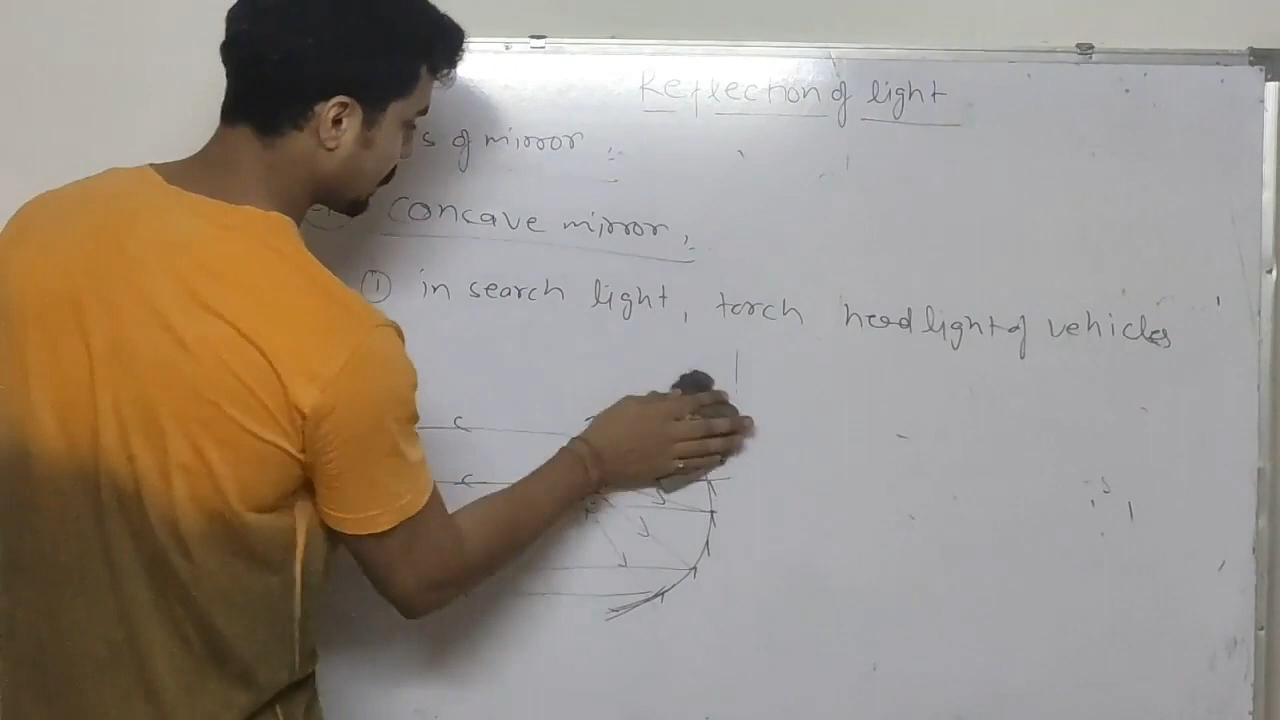 Reflection of light
s of mirror :
concave mirror :
① in search light, torch head light of vehicles